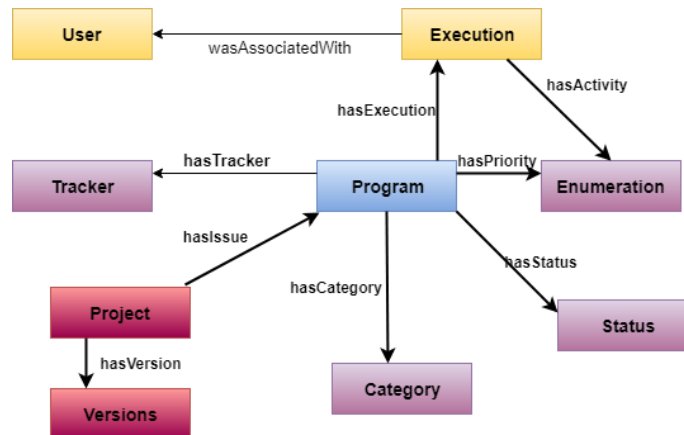 User
Execution
wasAssociatedWith
hasActivity
hasExecution
hasTracker
hasPriority
Tracker
Program
Enumeration
hasIssue
hasStatus
hasCategory
Project
Status
hasVersion
Category
Versions